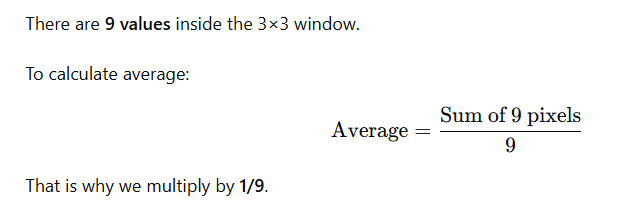 There are 9 values inside the 3×3 window.
To calculate average:
Average = Sum of 9 pixels / 9
That is why we multiply by 1/9.